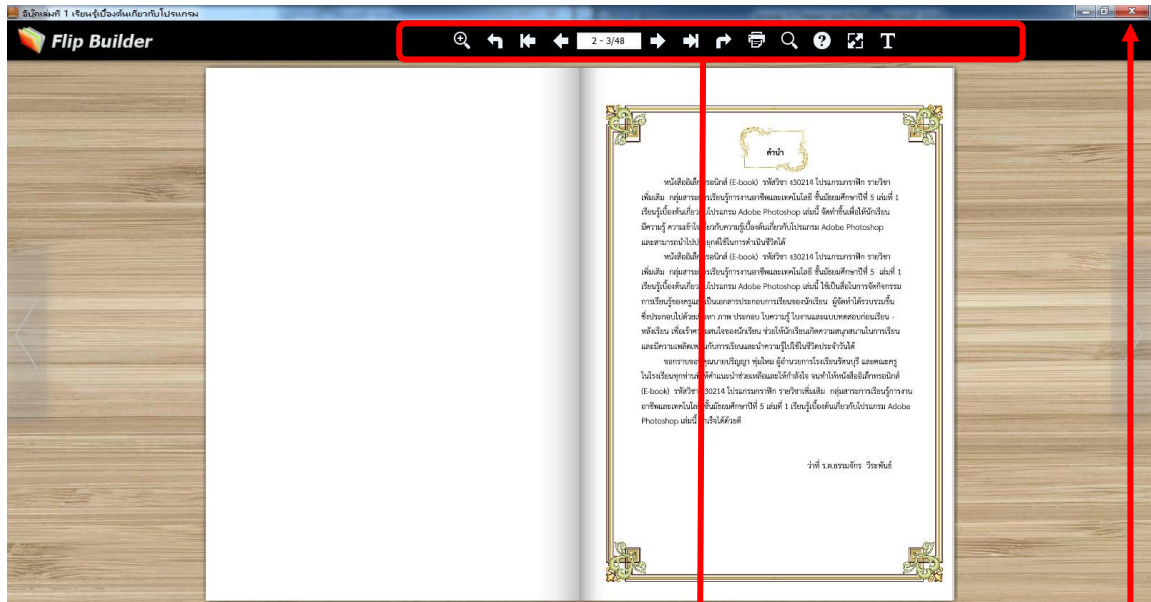 อีบุ๊คเล่มที่ 1 เรียนรู้เบื้องต้นเกี่ยวกับโปรแกรม
Flip Builder
2 - 3/48
T
คำนำ
หนังสืออิเล็กทรอนิกส์ (E-book) รหัสวิชา ง30214 โปรแกรมกราฟิก รายวิชา
เพิ่มเติม กลุ่มสาระการเรียนรู้การงานอาชีพและเทคโนโลยี ชั้นมัธยมศึกษาปีที่ 5 เล่มที่ 1
เรียนรู้เบื้องต้นเกี่ยวกับโปรแกรม Adobe Photoshop เล่มนี้ จัดทำขึ้นเพื่อให้นักเรียน
มีความรู้ ความเข้าใจเกี่ยวกับความรู้เบื้องต้นเกี่ยวกับโปรแกรม Adobe Photoshop
และสามารถนำไปประยุกต์ใช้ในการดำเนินชีวิตได้
หนังสืออิเล็กทรอนิกส์ (E-book) รหัสวิชา ง30214 โปรแกรมกราฟิก รายวิชา
เพิ่มเติม กลุ่มสาระการเรียนรู้การงานอาชีพและเทคโนโลยี ชั้นมัธยมศึกษาปีที่ 5 เล่มที่ 1
เรียนรู้เบื้องต้นเกี่ยวกับโปรแกรม Adobe Photoshop เล่มนี้ ใช้เป็นสื่อในการจัดกิจกรรม
การเรียนรู้ของครูและเป็นเอกสารประกอบการเรียนของนักเรียน ผู้จัดทำได้รวบรวมขึ้น
ซึ่งประกอบไปด้วยเนื้อหา ภาพ ประกอบ ใบความรู้ ใบงานและแบบทดสอบก่อนเรียน –
หลังเรียน เพื่อเร้าความสนใจของนักเรียน ช่วยให้นักเรียนเกิดความสนุกสนานในการเรียน
และมีความเพลิดเพลินกับการเรียนและนำความรู้ไปใช้ในชีวิตประจำวันได้
ขอกราบขอบคุณนายปริญญา พุ่มไหม ผู้อำนวยการโรงเรียนรัตนบุรี และคณะครู
ในโรงเรียนทุกท่านที่ให้คำแนะนำช่วยเหลือและให้กำลังใจ จนทำให้หนังสืออิเล็กทรอนิกส์
(E-book) รหัสวิชา ง30214 โปรแกรมกราฟิก รายวิชาเพิ่มเติม กลุ่มสาระการเรียนรู้การงาน
อาชีพและเทคโนโลยี ชั้นมัธยมศึกษาปีที่ 5 เล่มที่ 1 เรียนรู้เบื้องต้นเกี่ยวกับโปรแกรม Adobe
Photoshop เล่มนี้ สำเร็จได้ด้วยดี
ว่าที่ ร.ต.ธรรมจักร วีระพันธ์